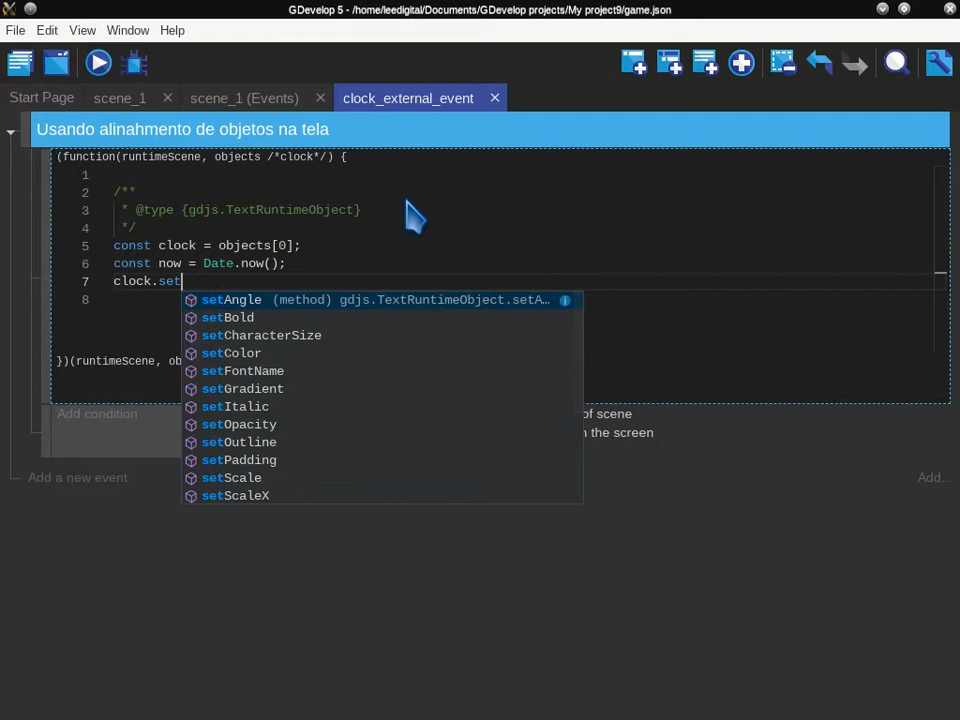 GDevelop 5 - /home/leedigital/Documents/GDevelop projects/My project9/game.json
File Edit View Window Help
Start Page scene_1 scene_1 (Events) clock_external_event
Usando alinahmento de objetos na tela
(function(runtimeScene, objects /*clock*/) {
1
2 /**
3 * @type {gdjs.TextRuntimeObject}
4 */
5 const clock = objects[0];
6 const now = Date.now();
7 clock.set
8 setAngle (method) gdjs.TextRuntimeObject.setA…
setBold
setCharacterSize
setColor
})(runtimeScene, ob
setFontName
setGradient
setItalic
Add condition of scene
setOpacity
n the screen
setOutline
setPadding
Add a new event setScale Add...
setScaleX